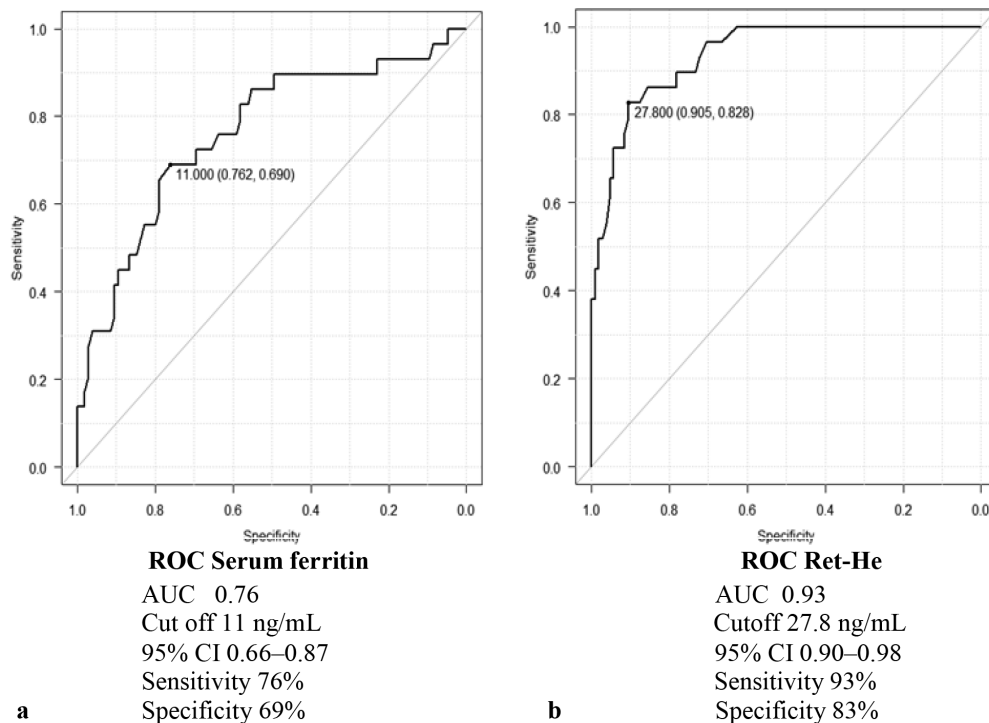 1.0
0.8
0.6
0.4
0.2
0.0
Sensitivity
11.000 (0.762, 0.690)
1.0 0.8 0.6 0.4 0.2 0.0
Specificity
ROC Serum ferritin
AUC 0.76
Cut off 11 ng/mL
95% CI 0.66–0.87
Sensitivity 76%
Specificity 69%
a
1.0
0.8
0.6
0.4
0.2
0.0
Sensitivity
27.800 (0.905, 0.828)
1.0 0.8 0.6 0.4 0.2 0.0
Specificity
ROC Ret-He
AUC 0.93
Cutoff 27.8 ng/mL
95% CI 0.90–0.98
Sensitivity 93%
Specificity 83%
b